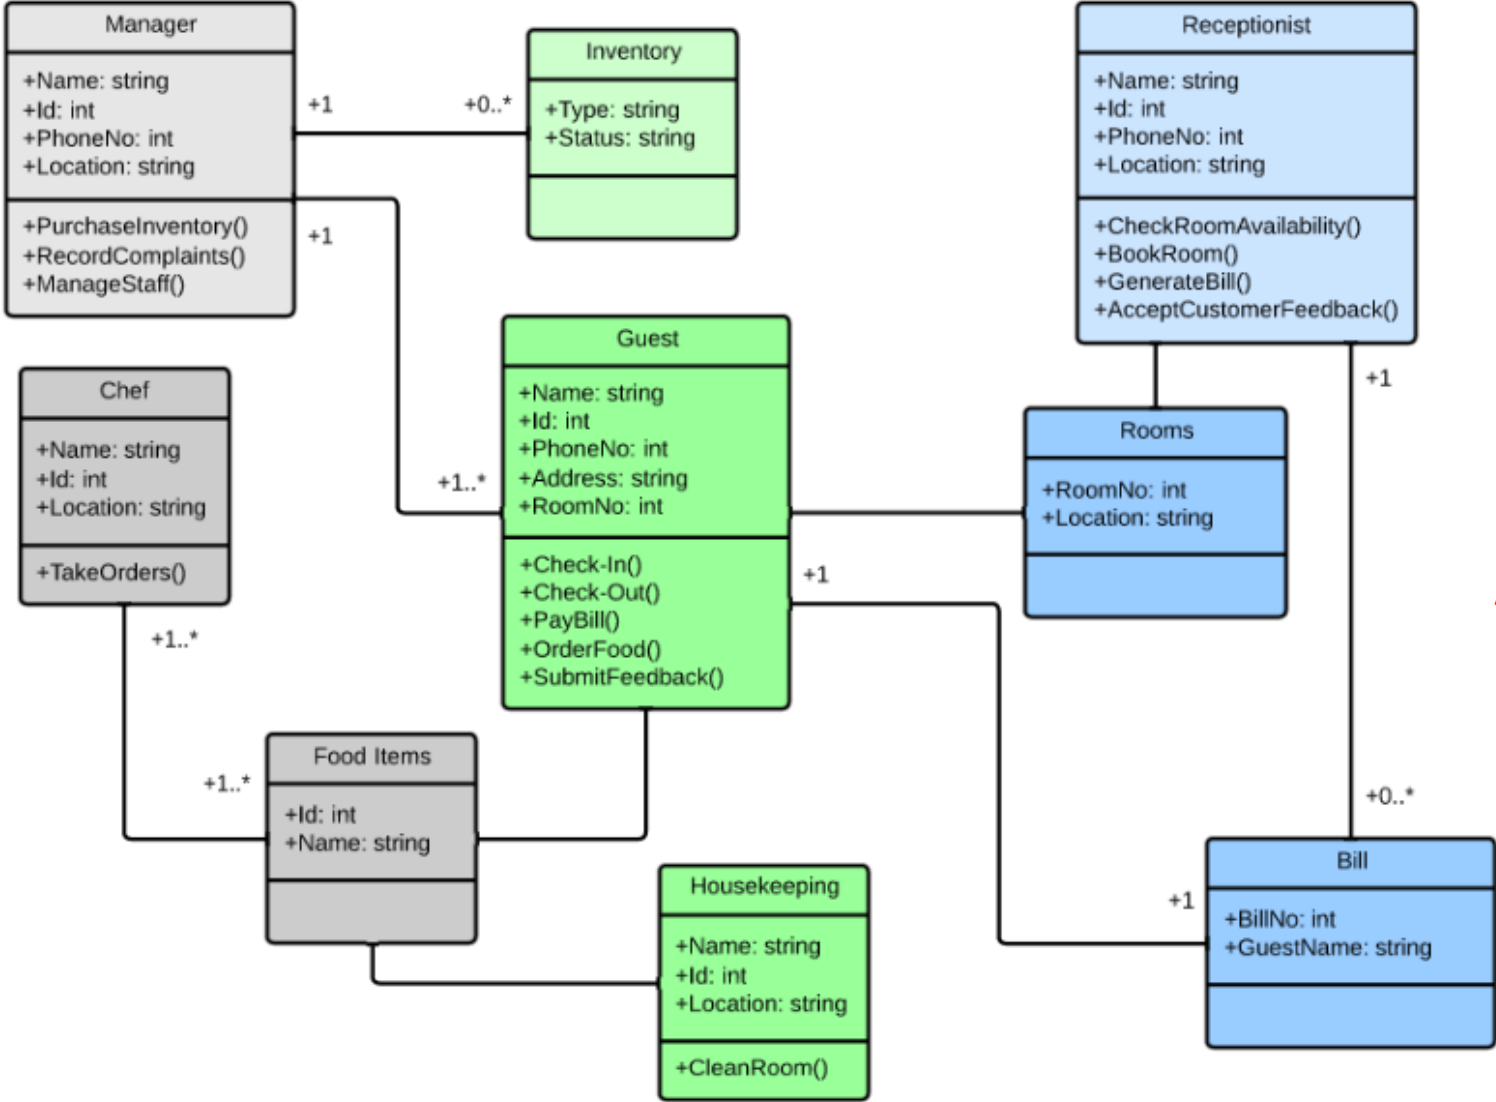 Manager
+Name: string
+Id: int
+PhoneNo: int
+Location: string
+PurchaseInventory()
+RecordComplaints()
+ManageStaff()
+1
+0..*
+1
Inventory
+Type: string
+Status: string
Receptionist
+Name: string
+Id: int
+PhoneNo: int
+Location: string
+CheckRoomAvailability()
+BookRoom()
+GenerateBill()
+AcceptCustomerFeedback()
+1
Chef
+Name: string
+Id: int
+Location: string
+TakeOrders()
+1..*
+1..*
Guest
+Name: string
+Id: int
+PhoneNo: int
+Address: string
+RoomNo: int
+Check-In()
+Check-Out()
+PayBill()
+OrderFood()
+SubmitFeedback()
+1
Rooms
+RoomNo: int
+Location: string
+1..*
Food Items
+Id: int
+Name: string
Housekeeping
+Name: string
+Id: int
+Location: string
+CleanRoom()
+0..*
+1
Bill
+BillNo: int
+GuestName: string